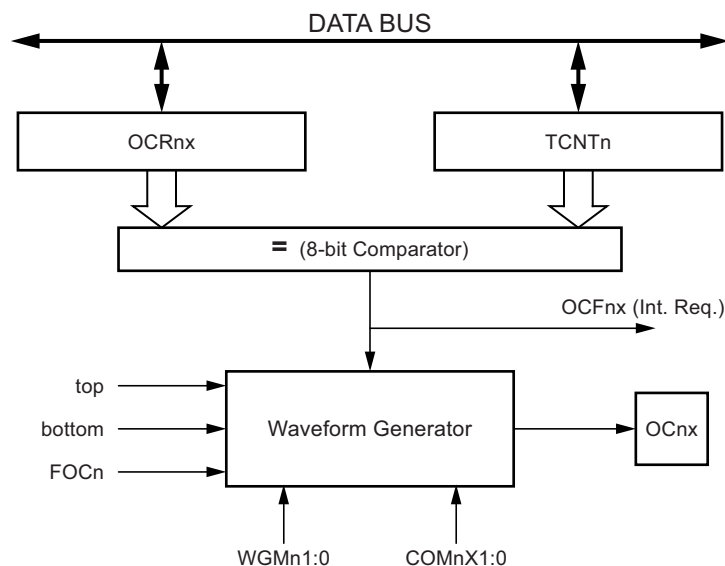 DATA BUS
OCRnx
TCNTn
= (8-bit Comparator)
OCFnx (Int. Req.)
top
bottom
FOCn
Waveform Generator
OCnx
WGMn1:0
COMnX1:0